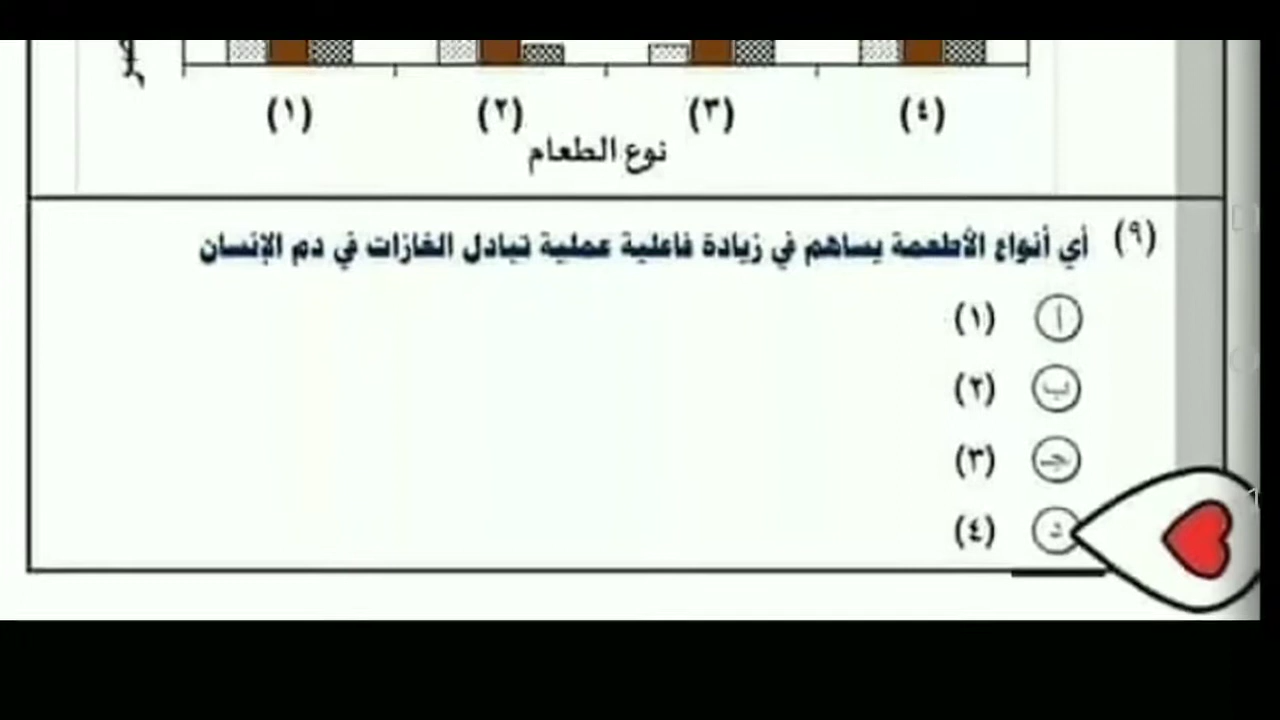 (١) (٢) (٣) (٤)
نوع الطعام
(٩) أي أنواع الأطعمة يساهم في زيادة فاعلية عملية تبادل الغازات في دم الإنسان
أ (١)
ب (٢)
جـ (٣)
د (٤)